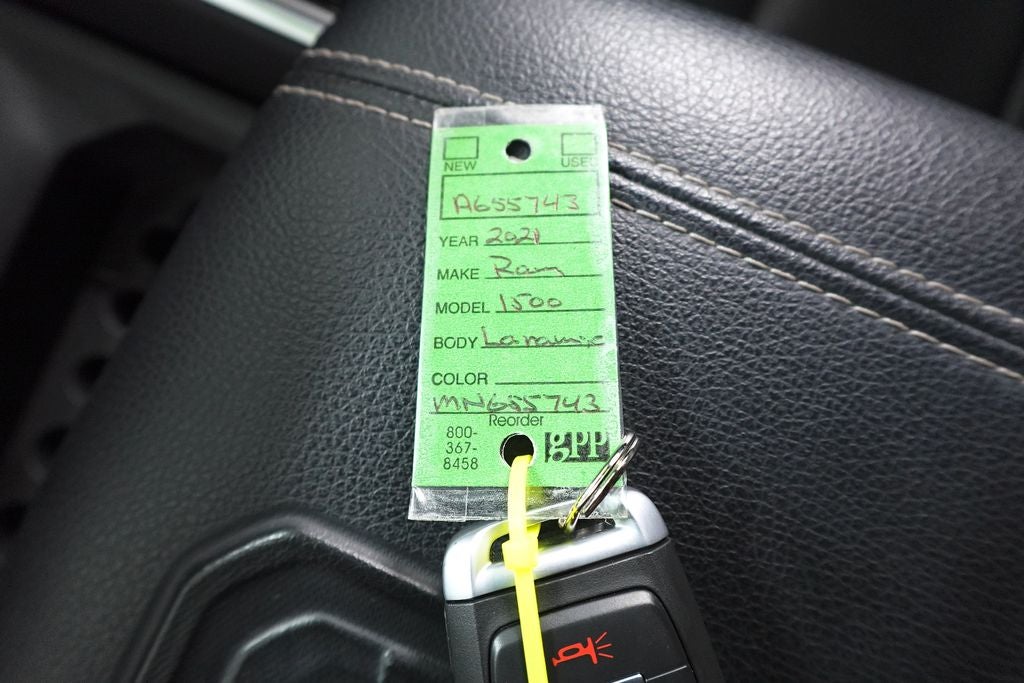 NEW USED
A655743
YEAR 2021
MAKE Ram
MODEL 1500
BODY Laramie
COLOR
MN655743
Reorder
800-
367-
8458
gpp